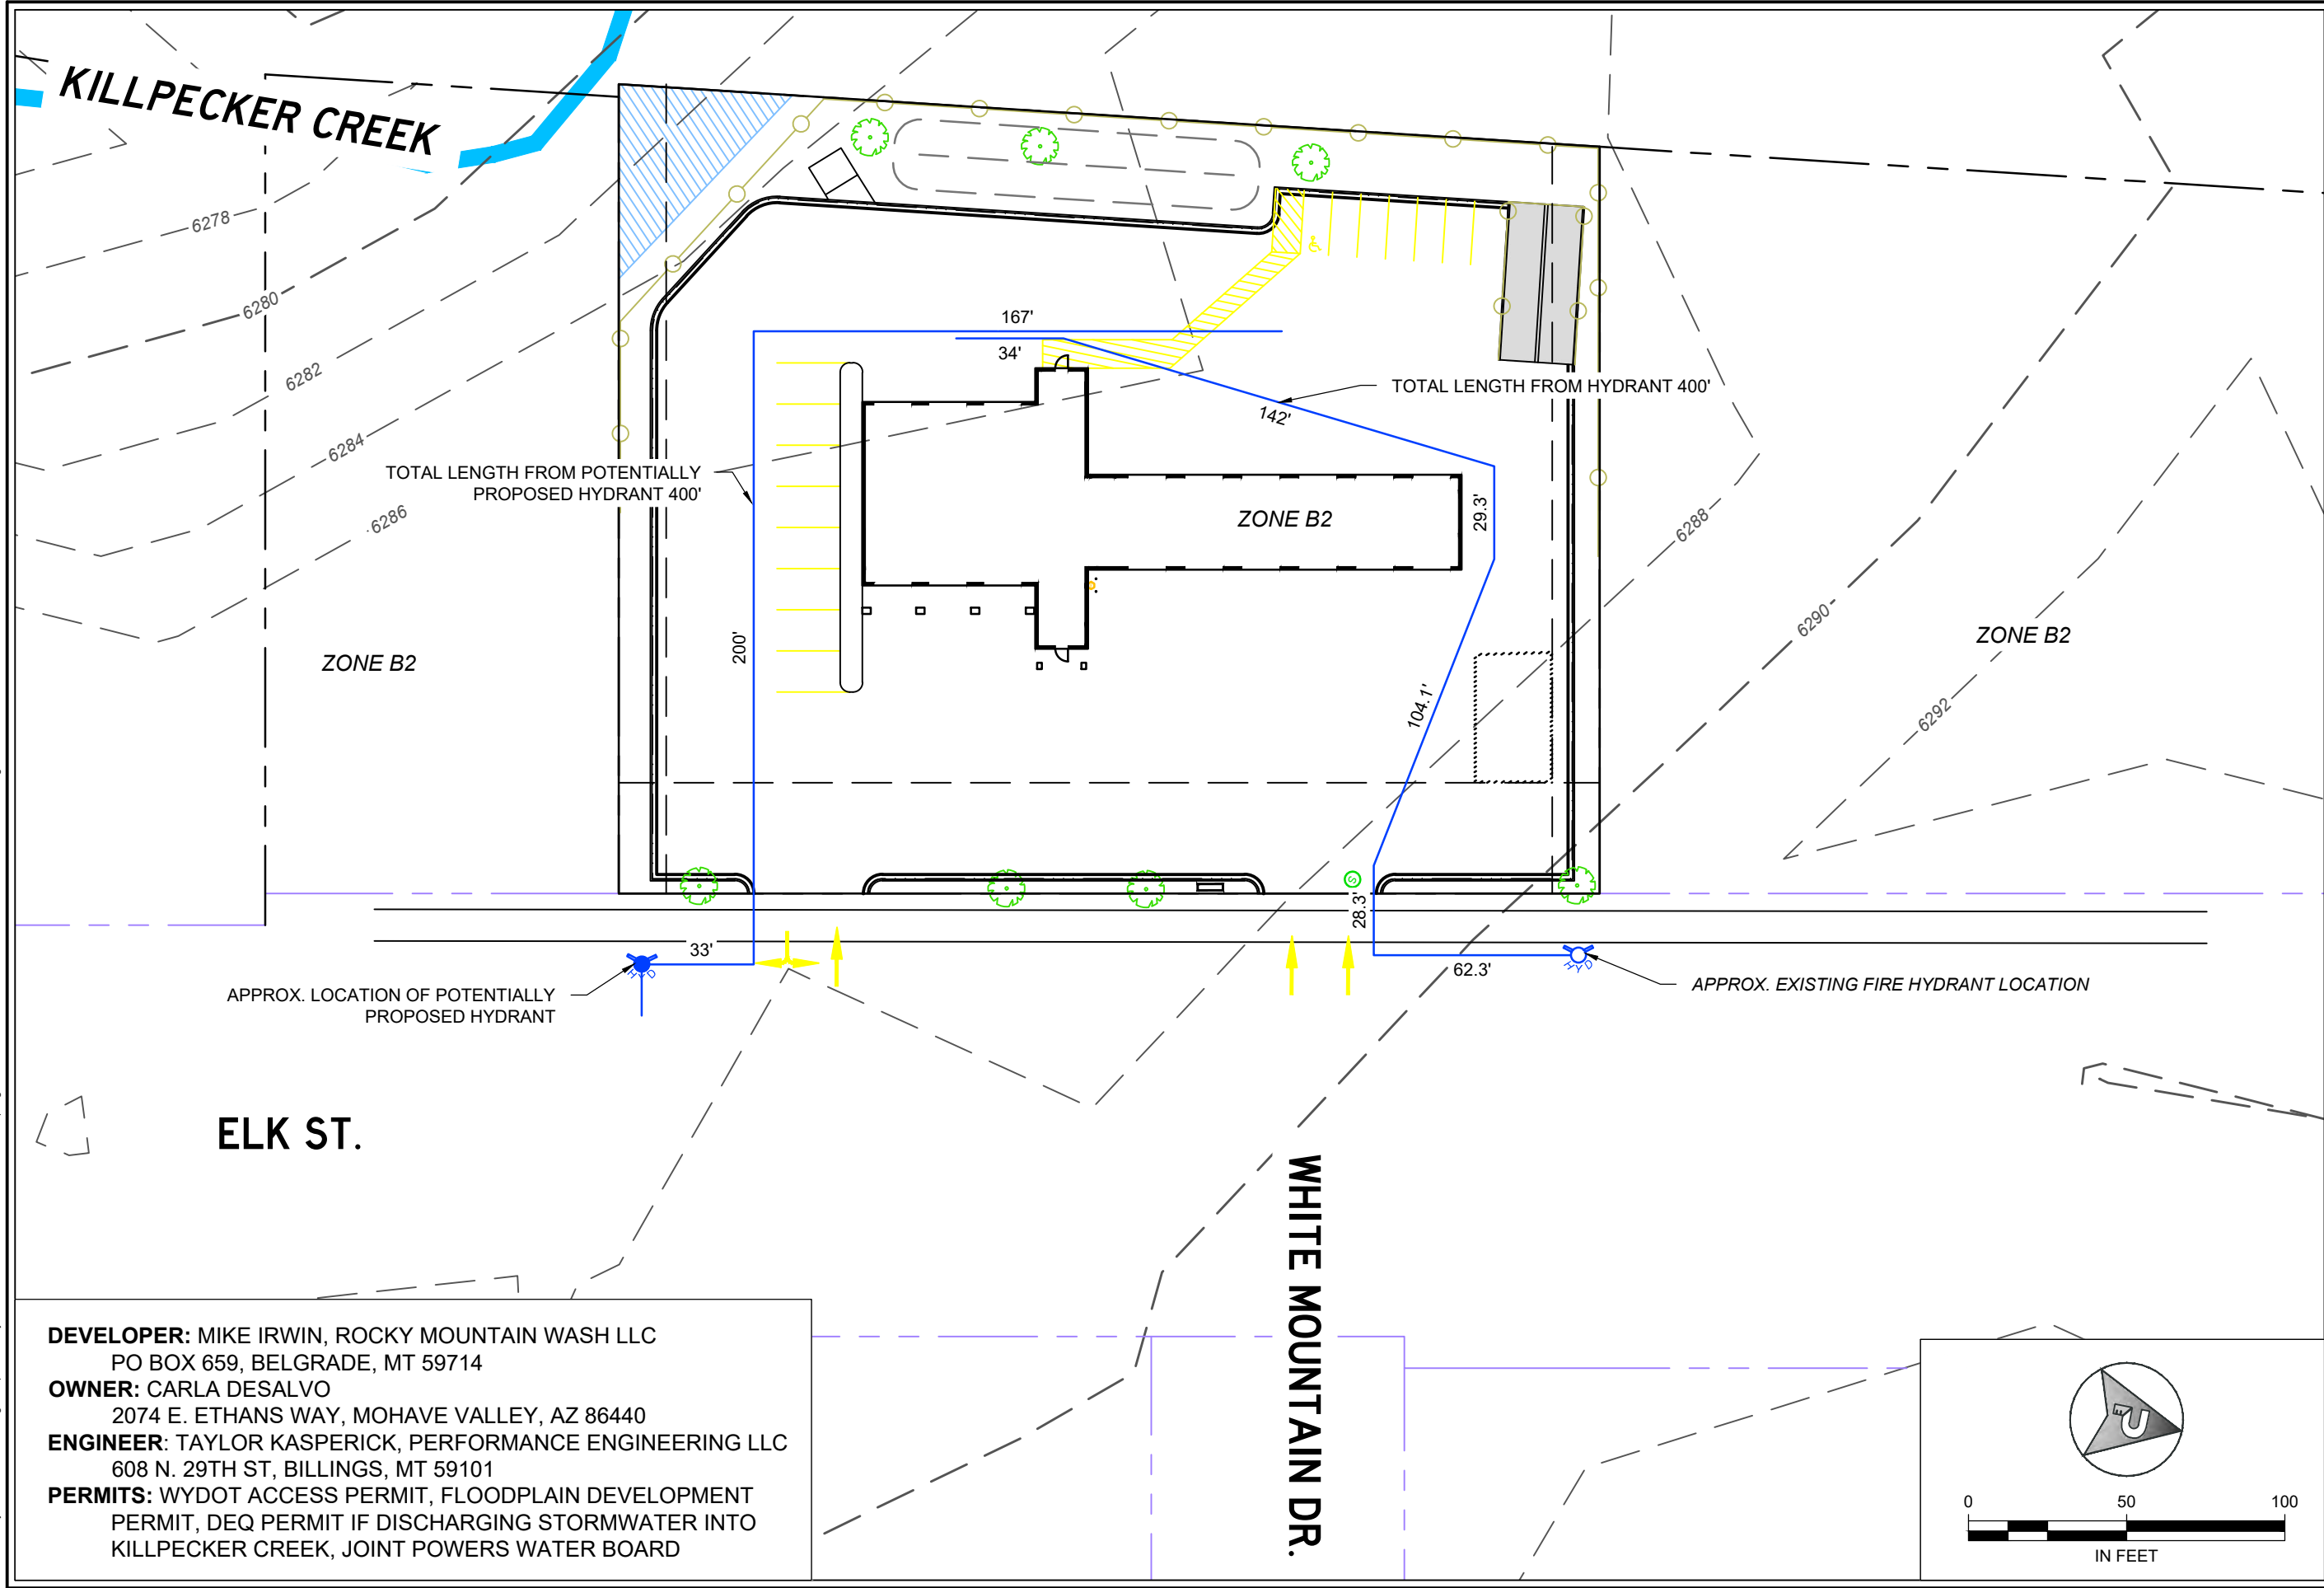 KILLPECKER CREEK
6278
6280
6282
6284
6286
167'
34'
TOTAL LENGTH FROM HYDRANT 400'
142'
TOTAL LENGTH FROM POTENTIALLY
PROPOSED HYDRANT 400'
ZONE B2
29.3'
6288
6290
ZONE B2
6292
ZONE B2
200'
104.1'
S
28.3'
33'
HYD
62.3'
HYD
APPROX. LOCATION OF POTENTIALLY
PROPOSED HYDRANT
APPROX. EXISTING FIRE HYDRANT LOCATION
ELK ST.
WHITE MOUNTAIN DR.
DEVELOPER: MIKE IRWIN, ROCKY MOUNTAIN WASH LLC
PO BOX 659, BELGRADE, MT 59714
OWNER: CARLA DESALVO
2074 E. ETHANS WAY, MOHAVE VALLEY, AZ 86440
ENGINEER: TAYLOR KASPERICK, PERFORMANCE ENGINEERING LLC
608 N. 29TH ST, BILLINGS, MT 59101
PERMITS: WYDOT ACCESS PERMIT, FLOODPLAIN DEVELOPMENT
PERMIT, DEQ PERMIT IF DISCHARGING STORMWATER INTO
KILLPECKER CREEK, JOINT POWERS WATER BOARD
0 50 100
IN FEET